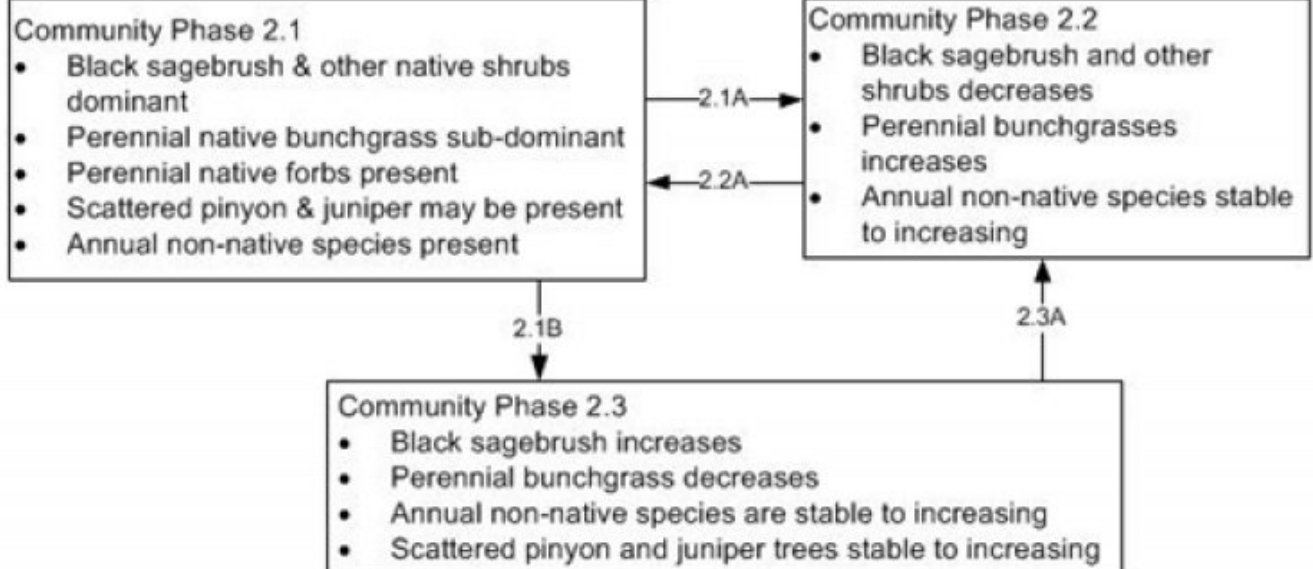 Community Phase 2.1
• Black sagebrush & other native shrubs
dominant
• Perennial native bunchgrass sub-dominant
• Perennial native forbs present
• Scattered pinyon & juniper may be present
• Annual non-native species present
2.1A
2.2A
Community Phase 2.2
• Black sagebrush and other
shrubs decreases
• Perennial bunchgrasses
increases
• Annual non-native species stable
to increasing
2.1B
2.3A
Community Phase 2.3
• Black sagebrush increases
• Perennial bunchgrass decreases
• Annual non-native species are stable to increasing
• Scattered pinyon and juniper trees stable to increasing